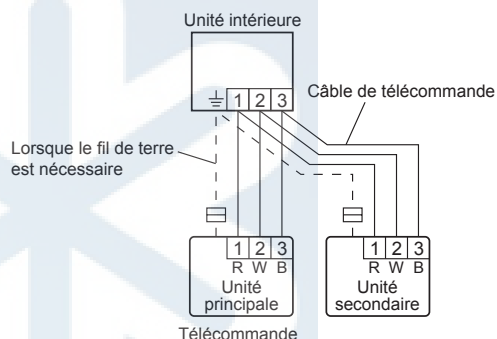 Unité intérieure
1 2 3
Câble de télécommande
Lorsque le fil de terre
est nécessaire
1 2 3
R W B
Unité
principale
1 2 3
R W B
Unité
secondaire
Télécommande